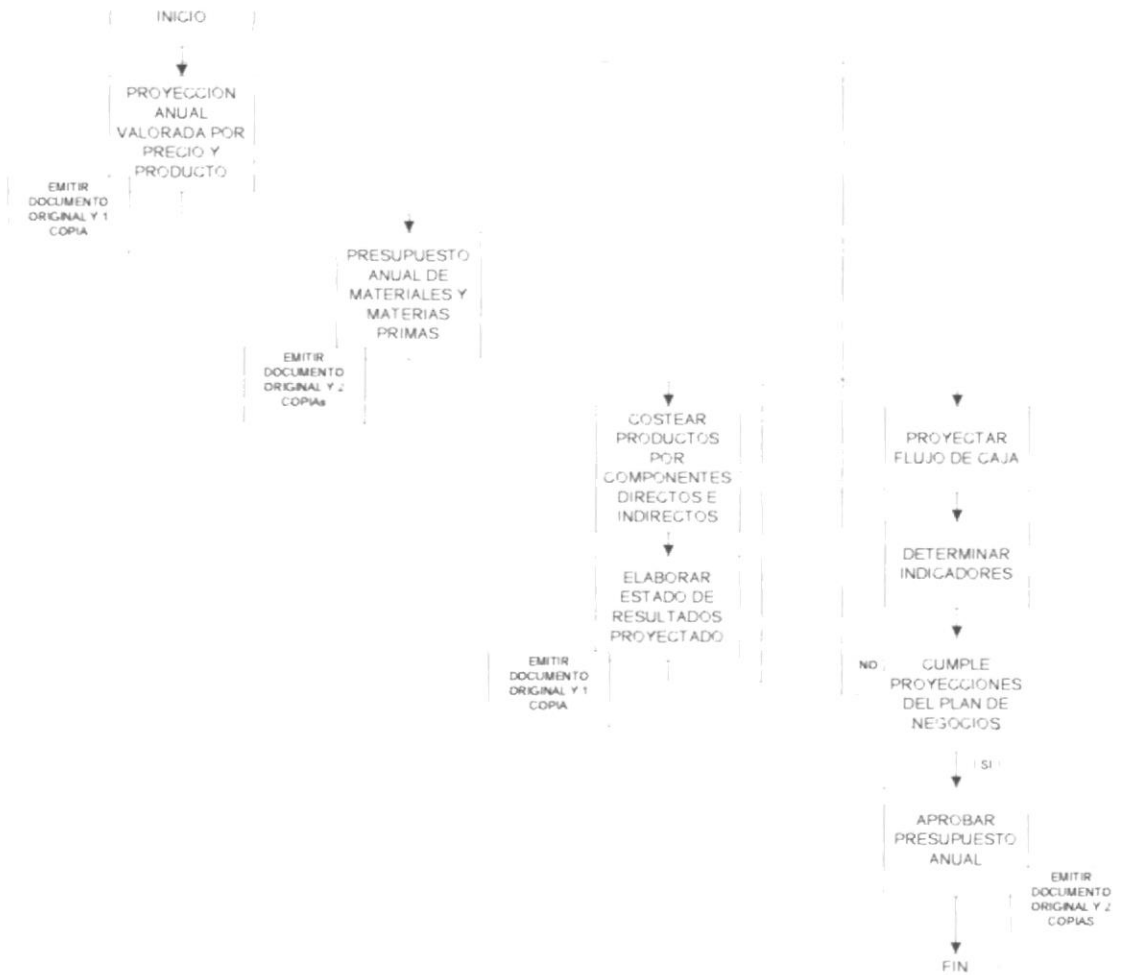 INICIO
PROYECCION
ANUAL
VALORADA POR
PRECIO Y
PRODUCTO
EMITIR
DOCUMENTO
ORIGINAL Y 1
COPIA
PRESUPUESTO
ANUAL DE
MATERIALES Y
MATERIAS
PRIMAS
EMITIR
DOCUMENTO
ORIGINAL Y 2
COPIAs
COSTEAR
PRODUCTOS
POR
COMPONENTES
DIRECTOS E
INDIRECTOS
ELABORAR
ESTADO DE
RESULTADOS
PROYECTADO
EMITIR
DOCUMENTO
ORIGINAL Y 1
COPIA
PROYECTAR
FLUJO DE CAJA
DETERMINAR
INDICADORES
NO
CUMPLE
PROYECCIONES
DEL PLAN DE
NEGOCIOS
SI
APROBAR
PRESUPUESTO
ANUAL
EMITIR
DOCUMENTO
ORIGINAL Y 2
COPIAS
FIN